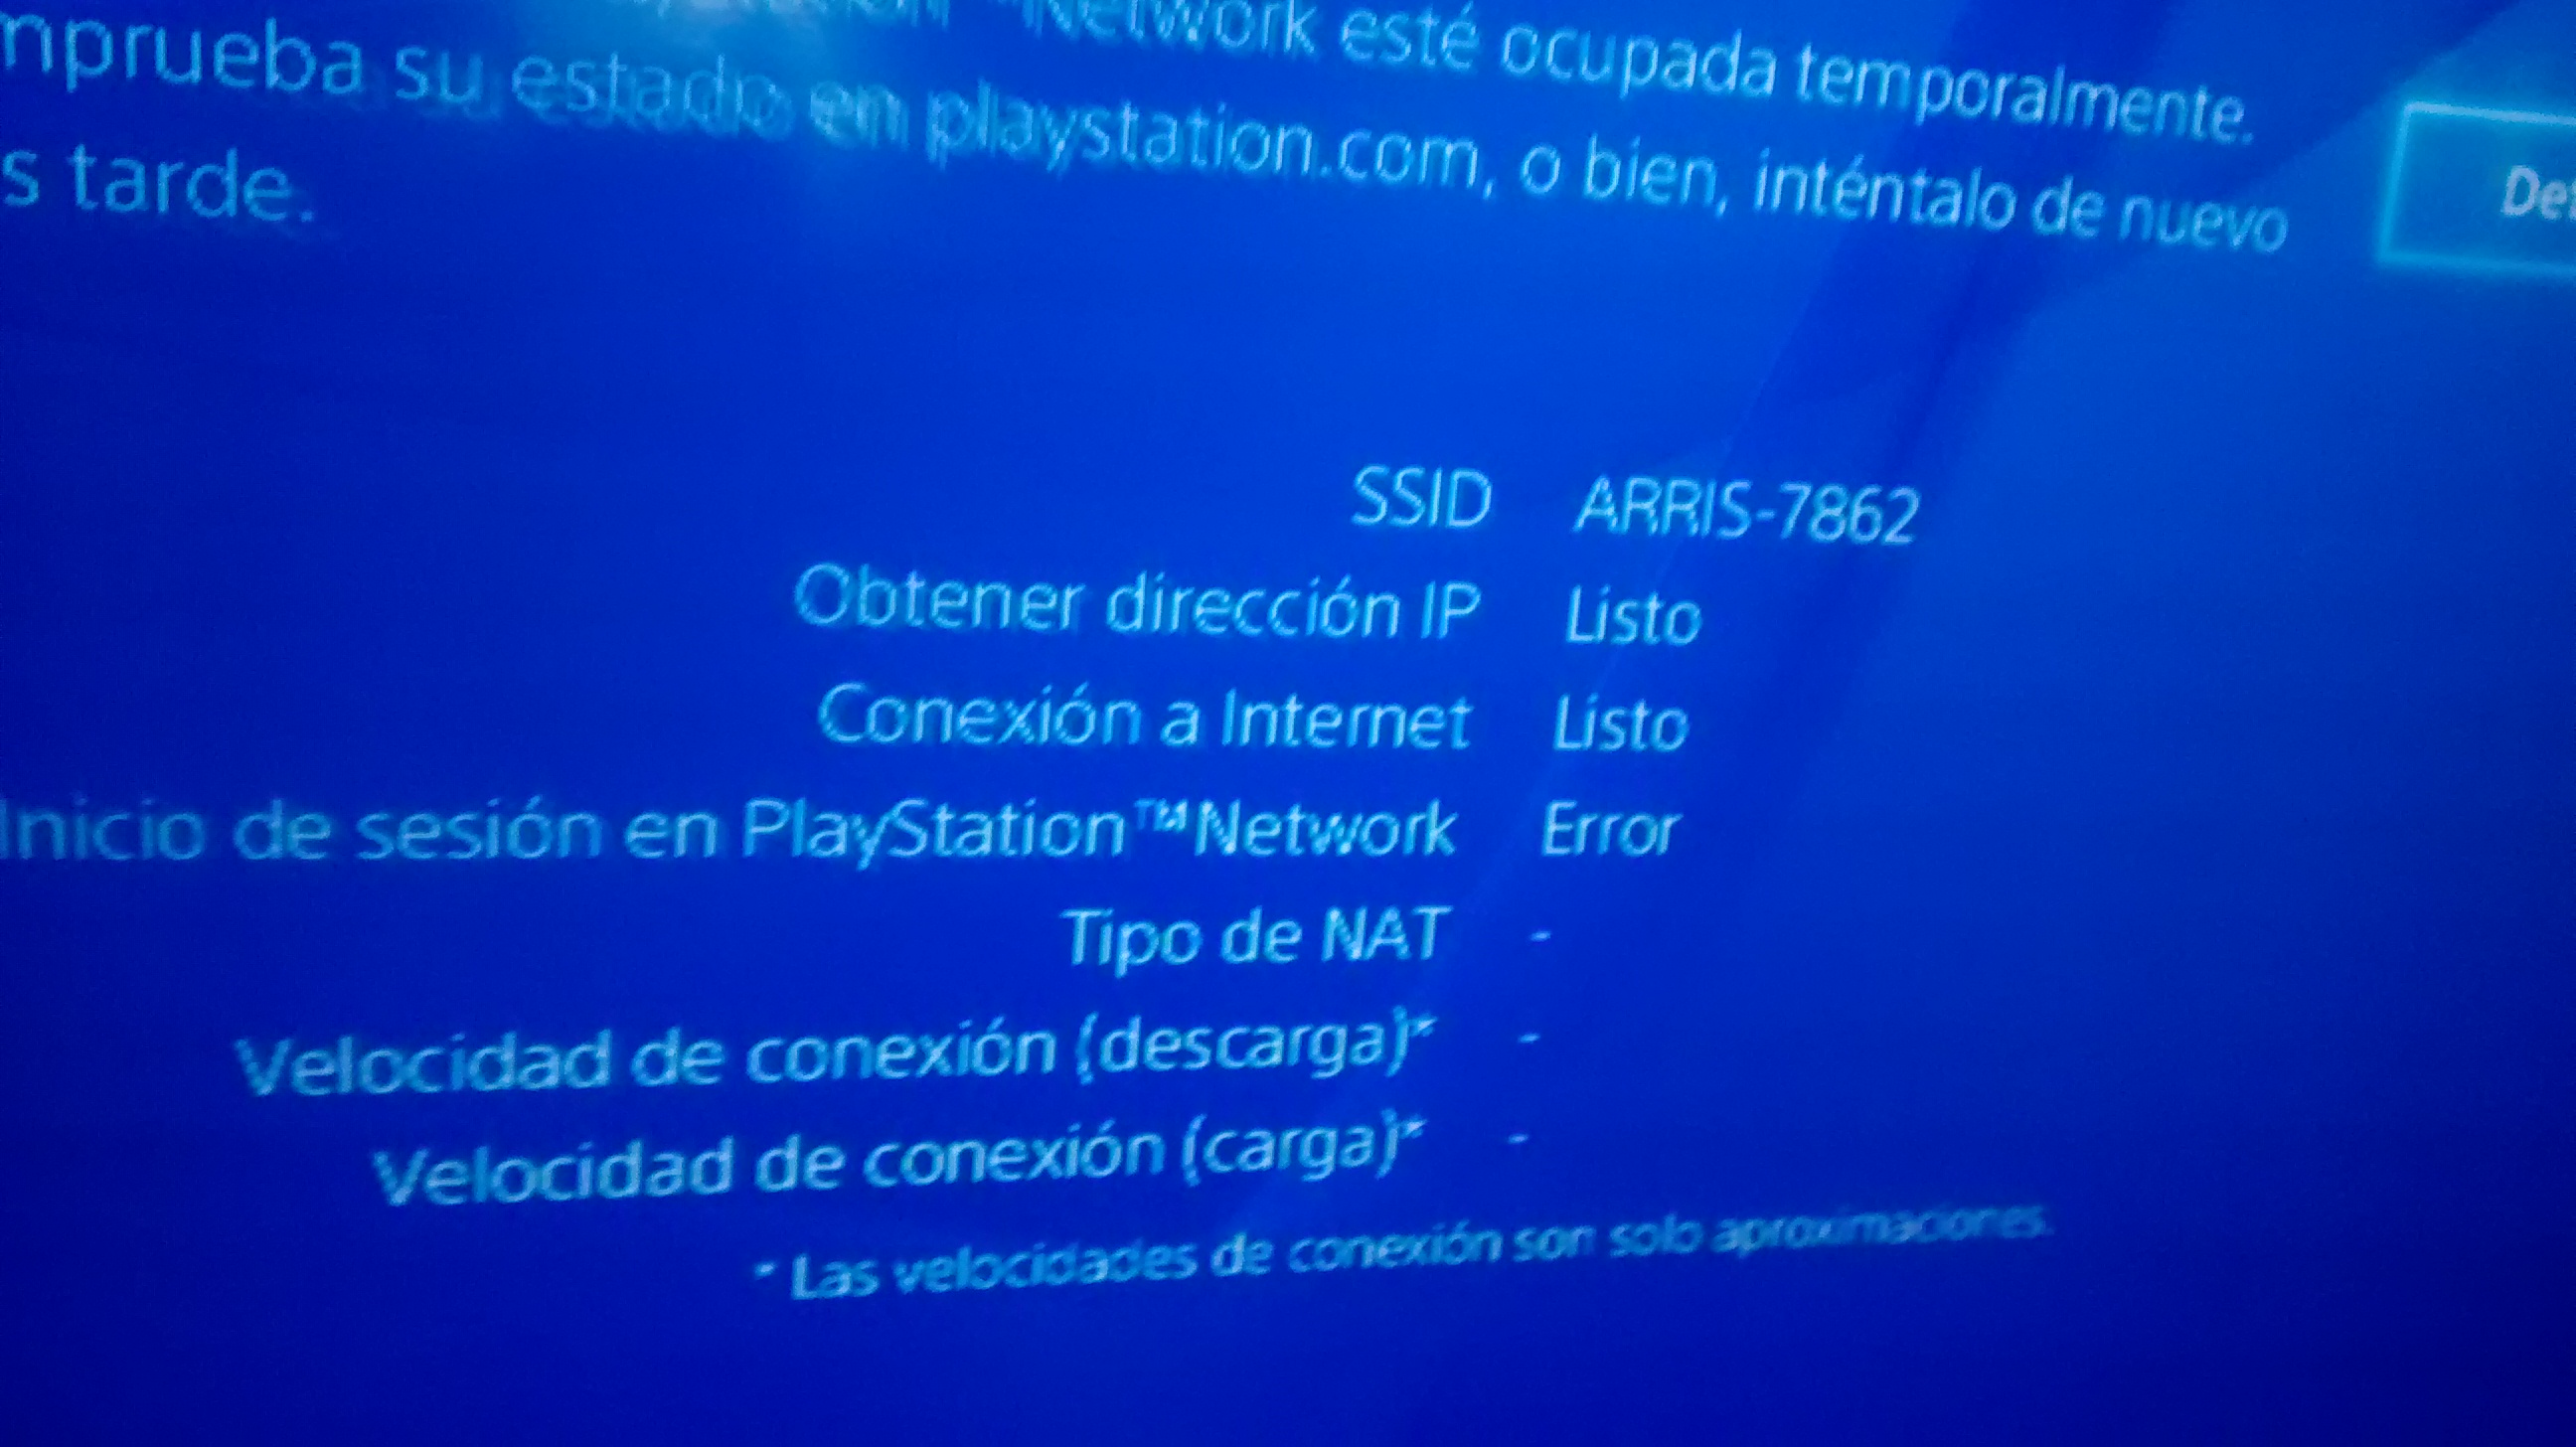 Network esté ocupada temporalmente.
mprueba su estado en playstation.com, o bien, inténtalo de nuevo
s tarde.
Det
SSID ARRIS-7862
Obtener dirección IP Listo
Conexión a Internet Listo
Inicio de sesión en PlayStation™Network Error
Tipo de NAT -
Velocidad de conexión (descarga)* -
Velocidad de conexión (carga)* -
* Las velocidades de conexión son solo aproximaciones.